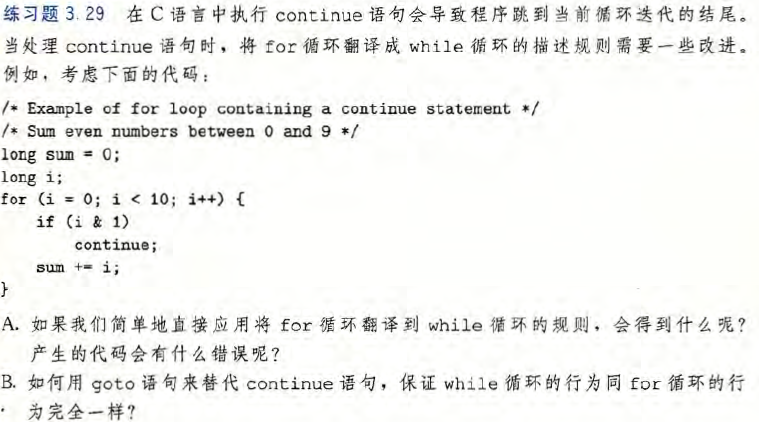 练习题 3.29 在 C 语言中执行 continue 语句会导致程序跳到当前循环迭代的结尾。
当处理 continue 语句时，将 for 循环翻译成 while 循环的描述规则需要一些改进。
例如，考虑下面的代码：
/* Example of for loop containing a continue statement */
/* Sum even numbers between 0 and 9 */
long sum = 0;
long i;
for (i = 0; i < 10; i++) {
    if (i & 1)
        continue;
    sum += i;
}
A. 如果我们简单地直接应用将 for 循环翻译到 while 循环的规则，会得到什么呢？
产生的代码会有什么错误呢？
B. 如何用 goto 语句来替代 continue 语句，保证 while 循环的行为同 for 循环的行
为完全一样？